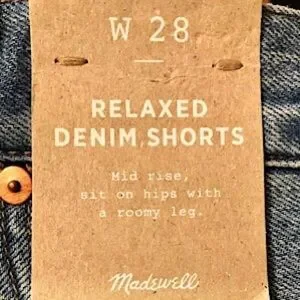 W 28
RELAXED
DENIM SHORTS
Mid rise,
sit on hips with
a roomy leg.
Madewell